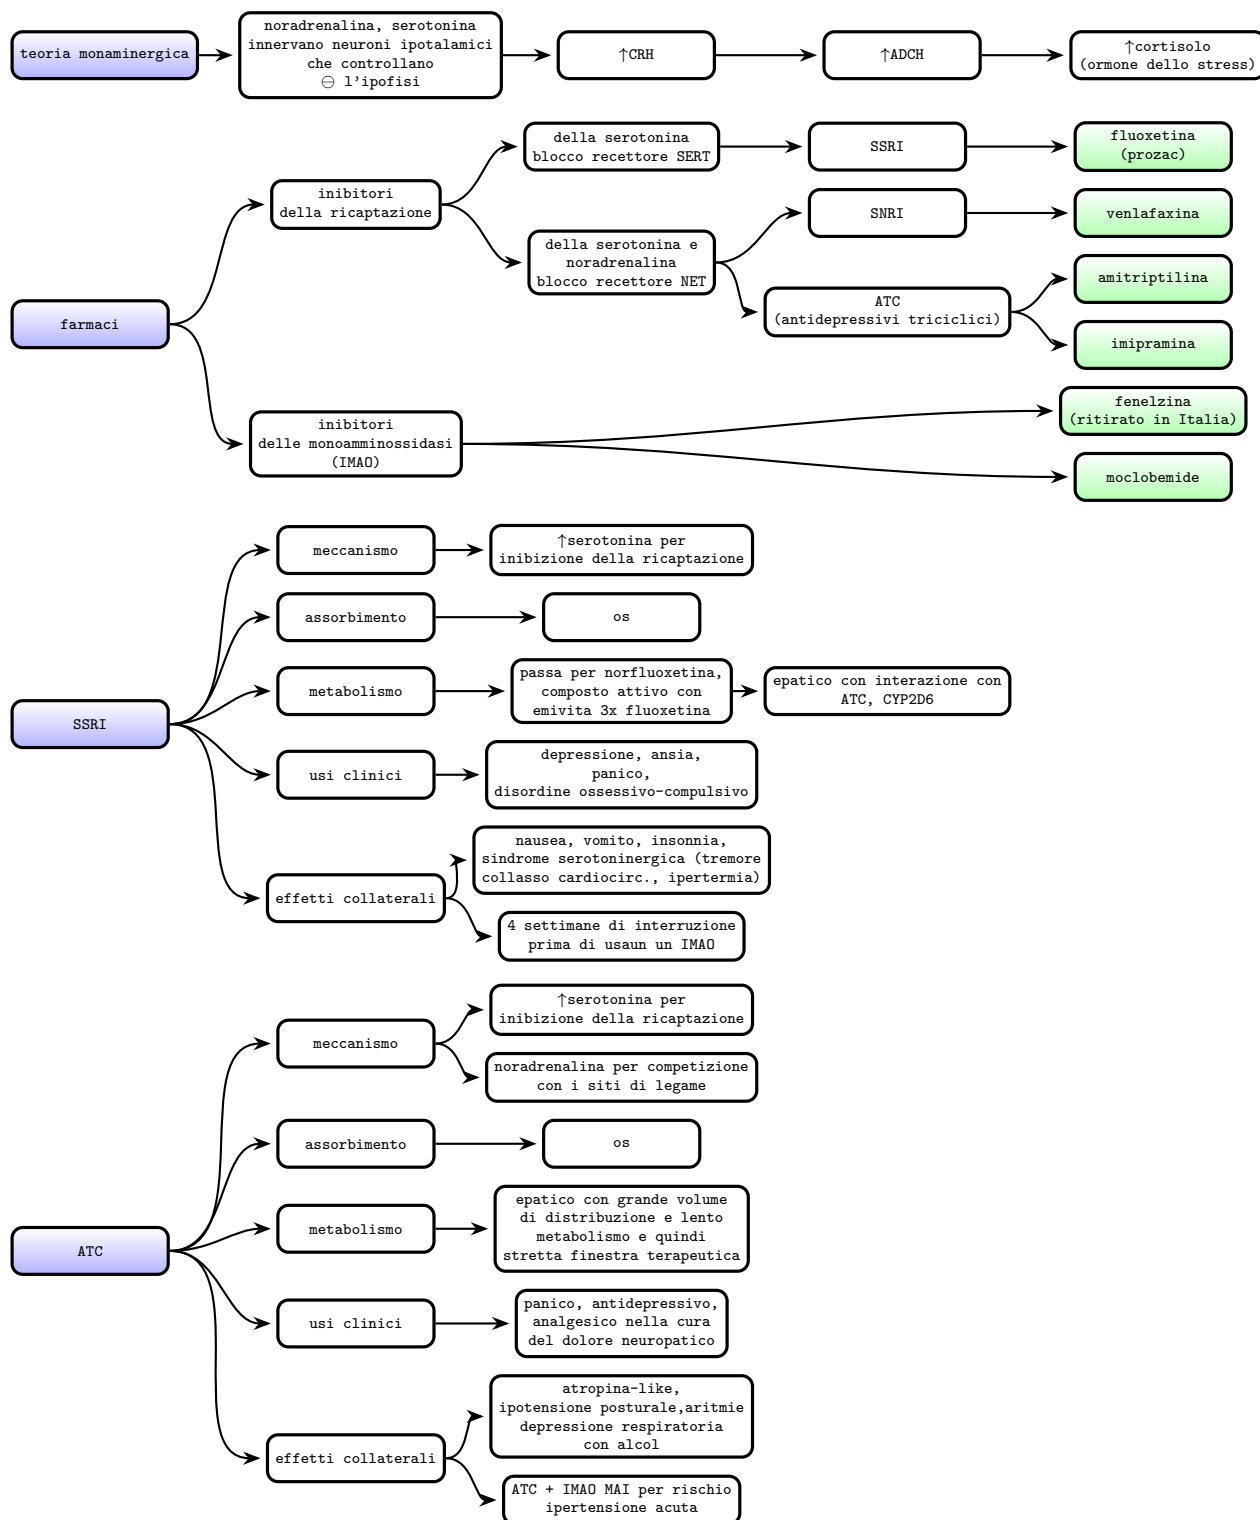 teoria monaminergica
noradrenalina, serotonina
innervano neuroni ipotalamici
che controllano
⊖ l'ipofisi
↑CRH
↑ADCH
↑cortisolo
(ormone dello stress)
farmaci
inibitori
della ricaptazione
della serotonina
blocco recettore SERT
SSRI
fluoxetina
(prozac)
della serotonina e
noradrenalina
blocco recettore NET
SNRI
venlafaxina
ATC
(antidepressivi triciclici)
amitriptilina
imipramina
inibitori
delle monoamminossidasi
(IMAO)
fenelzina
(ritirato in Italia)
moclobemide
SSRI
meccanismo
↑serotonina per
inibizione della ricaptazione
assorbimento
os
metabolismo
passa per norfluoxetina,
composto attivo con
emivita 3x fluoxetina
epatico con interazione con
ATC, CYP2D6
usi clinici
depressione, ansia,
panico,
disordine ossessivo-compulsivo
effetti collaterali
nausea, vomito, insonnia,
sindrome serotoninergica (tremore
collasso cardiocirc., ipertermia)
4 settimane di interruzione
prima di usaun un IMAO
ATC
meccanismo
↑serotonina per
inibizione della ricaptazione
noradrenalina per competizione
con i siti di legame
assorbimento
os
metabolismo
epatico con grande volume
di distribuzione e lento
metabolismo e quindi
stretta finestra terapeutica
usi clinici
panico, antidepressivo,
analgesico nella cura
del dolore neuropatico
effetti collaterali
atropina-like,
ipotensione posturale,aritmie
depressione respiratoria
con alcol
ATC + IMAO MAI per rischio
ipertensione acuta